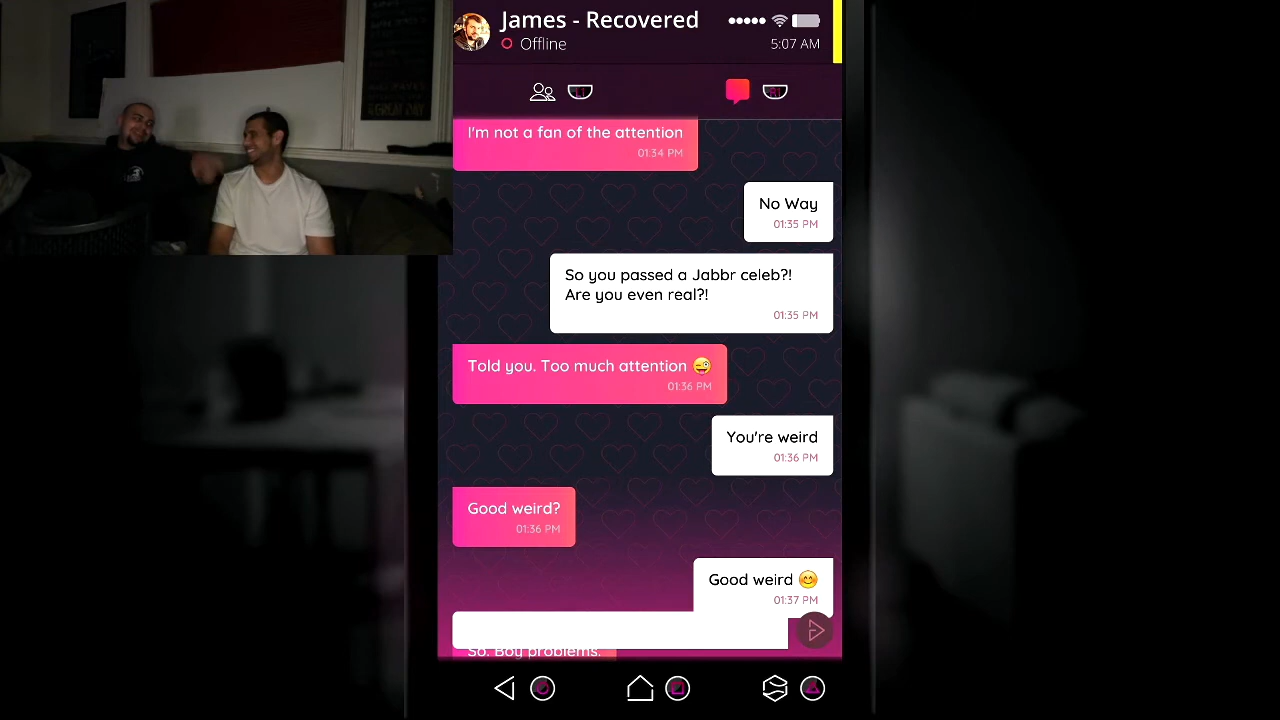 James - Recovered
Offline
5:07 AM
L1
R1
I'm not a fan of the attention
01:34 PM
No Way
01:35 PM
So you passed a Jabbr celeb?!
Are you even real?!
01:35 PM
Told you. Too much attention 😜
01:36 PM
You're weird
01:36 PM
Good weird?
01:36 PM
Good weird 😊
01:37 PM
So. Boy problems.